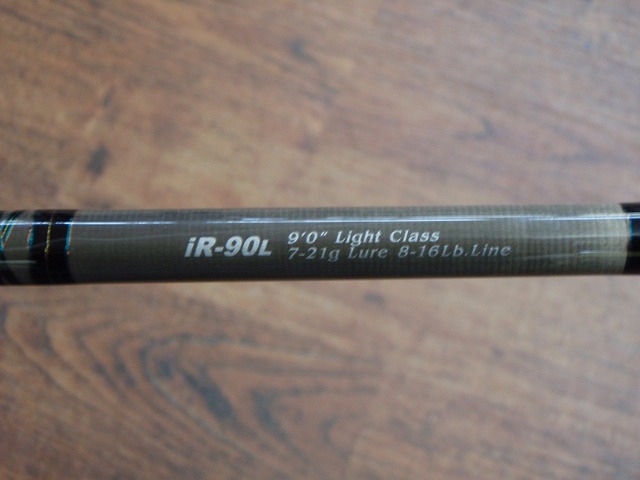 iR-90L
9'0" Light Class
7-21g Lure 8-16Lb.Line